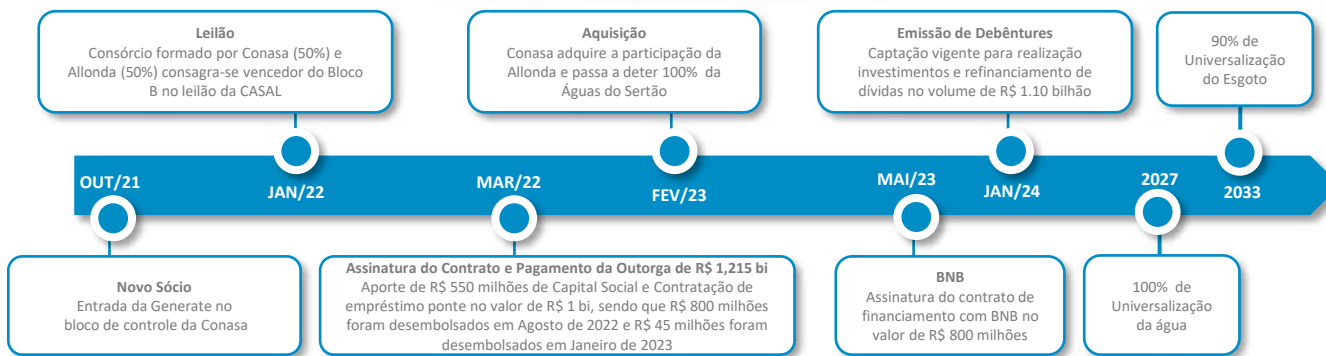 Leilão
Consórcio formado por Conasa (50%) e
Allonda (50%) consagra-se vencedor do Bloco
B no leilão da CASAL
Aquisição
Conasa adquire a participação da
Allonda e passa a deter 100% da
Águas do Sertão
Emissão de Debêntures
Captação vigente para realização
investimentos e refinanciamento de
dívidas no volume de R$ 1.10 bilhão
90% de
Universalização
do Esgoto
OUT/21
JAN/22
MAR/22
FEV/23
MAI/23
JAN/24
2027
2033
Novo Sócio
Entrada da Generate no
bloco de controle da Conasa
Assinatura do Contrato e Pagamento da Outorga de R$ 1,215 bi
Aporte de R$ 550 milhões de Capital Social e Contratação de
empréstimo ponte no valor de R$ 1 bi, sendo que R$ 800 milhões
foram desembolsados em Agosto de 2022 e R$ 45 milhões foram
desembolsados em Janeiro de 2023
BNB
Assinatura do contrato de
financiamento com BNB no
valor de R$ 800 milhões
100% de
Universalização
da água